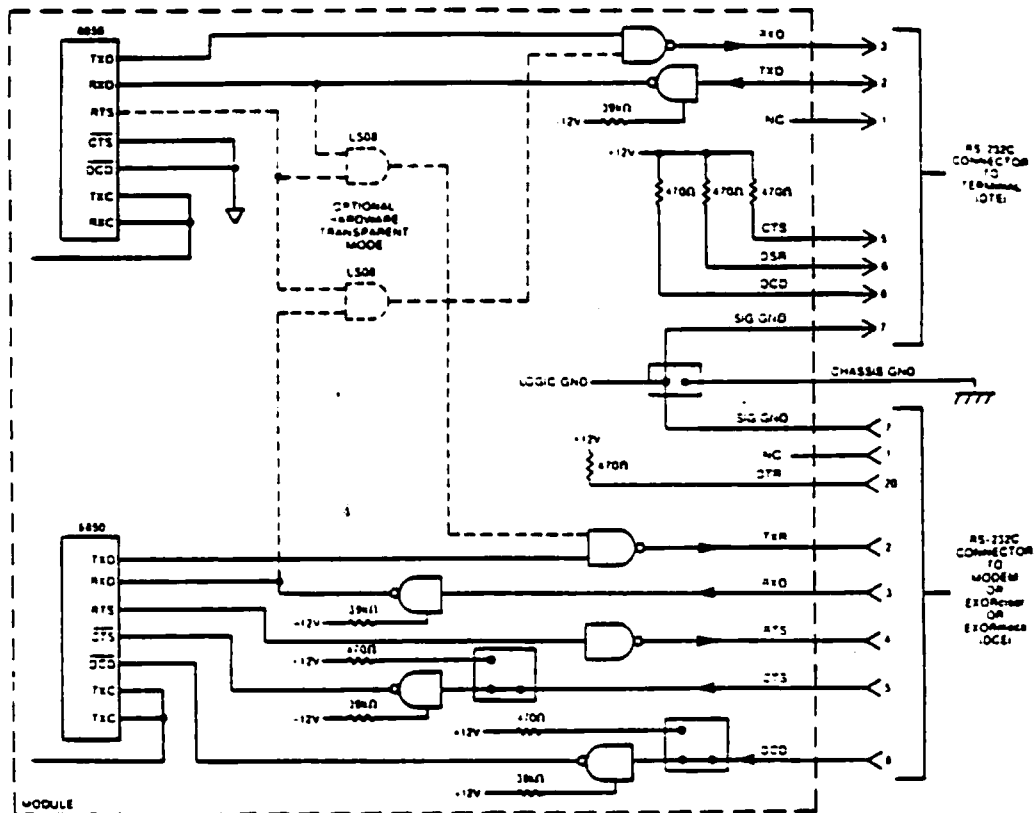 6850
TXD
RXD
RTS
CTS
DCD
TXC
RXC
LS08
OPTIONAL
HARDWARE
TRANSPARENT
MODE
LS08
RXD
3
TXD
2
39kΩ
+12V
NC
1
+12V
470Ω
470Ω
470Ω
CTS
5
DSR
6
DCD
8
SIG GND
7
RS-232C
CONNECTOR
TO
TERMINAL
(DTE)
LOGIC GND
CHASSIS GND
SIG GND
7
+12V
470Ω
NC
1
DTR
20
6850
TXD
RXD
RTS
CTS
DCD
TXC
TXC
TXR
2
RXD
3
39kΩ
+12V
RTS
4
470Ω
+12V
CTS
5
39kΩ
+12V
470Ω
+12V
DCD
8
39kΩ
+12V
RS-232C
CONNECTOR
TO
MODEM
OR
EXORciser
OR
EXORmacs
(DCE)
MODULE